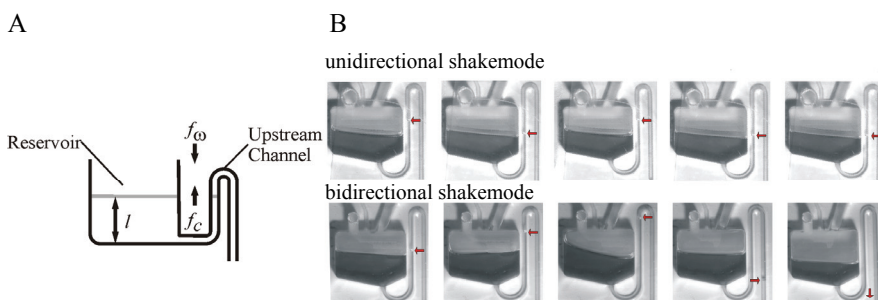 A
Reservoir
fω
Upstream
Channel
l
fc
B
unidirectional shakemode
bidirectional shakemode